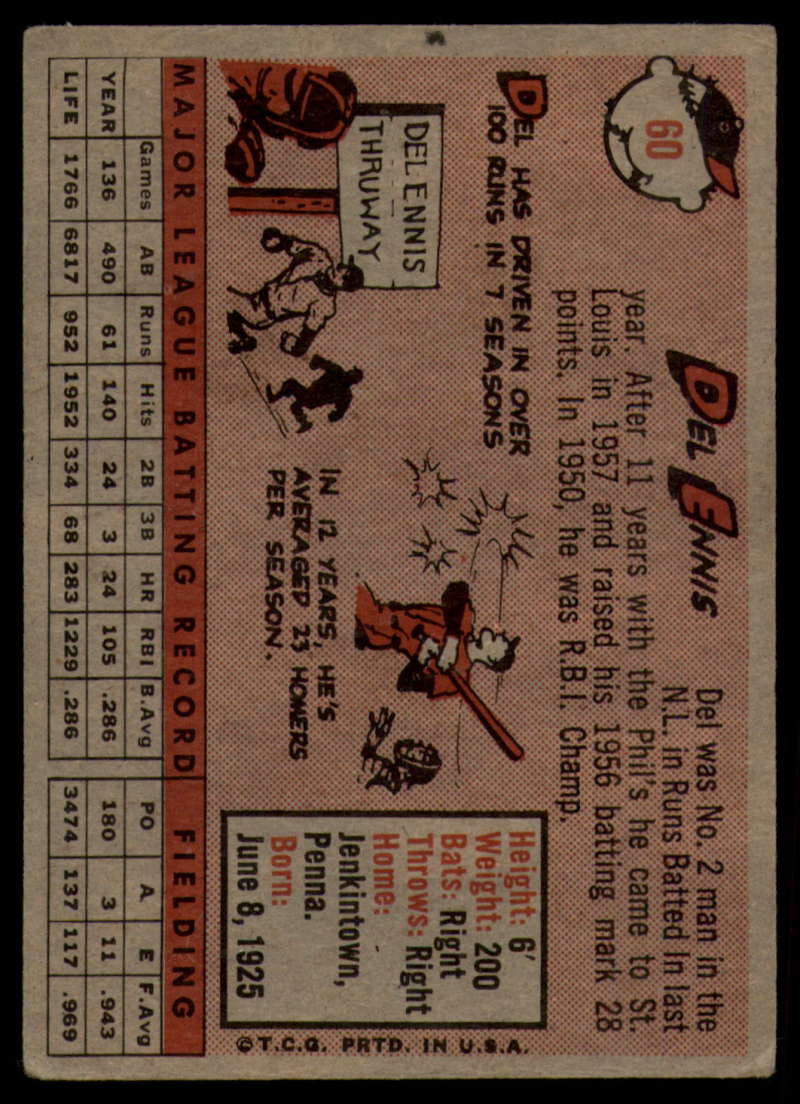 60
DEL ENNIS
Del was No. 2 man in the
N.L. in Runs Batted In last
year. After 11 years with the Phil's he came to St.
Louis in 1957 and raised his 1956 batting mark 28
points. In 1950, he was R.B.I. Champ.
DEL HAS DRIVEN IN OVER
100 RUNS IN 7 SEASONS
DEL ENNIS
THRUWAY
IN 12 YEARS, HE'S
AVERAGED 23 HOMERS
PER SEASON.
Height: 6'
Weight: 200
Bats: Right
Throws: Right
Home:
Jenkintown,
Penna.
Born:
June 8, 1925
© T.C.G. PRTD. IN U.S.A.
MAJOR LEAGUE BATTING RECORD FIELDING
Games AB Runs Hits 2B 3B HR RBI B.Avg PO A E F.Avg
YEAR 136 490 61 140 24 3 24 105 .286 180 3 11 .943
LIFE 1766 6817 952 1952 334 68 283 1229 .286 3474 137 117 .969